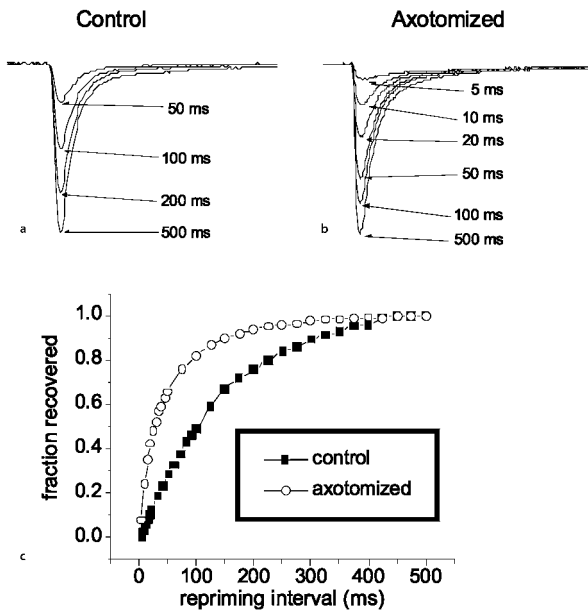 Control
Axotomized
50 ms
100 ms
200 ms
500 ms
a
5 ms
10 ms
20 ms
50 ms
100 ms
500 ms
b
fraction recovered
1.0
0.8
0.6
0.4
0.2
0.0
control
axotomized
0 100 200 300 400 500
repriming interval (ms)
c